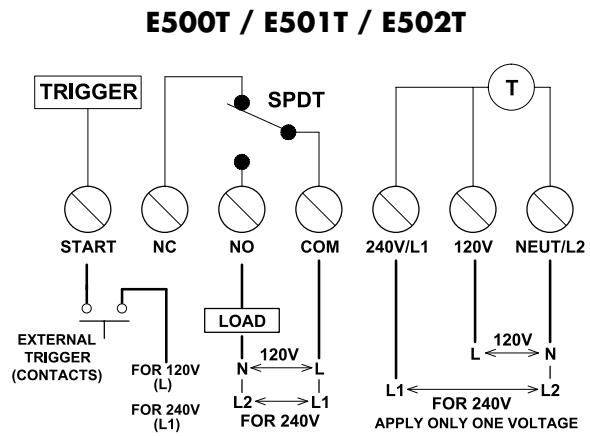 E500T / E501T / E502T
TRIGGER
SPDT
T
START NC NO COM 240V/L1 120V NEUT/L2
LOAD
EXTERNAL
TRIGGER
(CONTACTS)
FOR 120V
(L)
FOR 240V
(L1)
N 120V L
L2 L1
FOR 240V
L 120V N
L1 L2
FOR 240V
APPLY ONLY ONE VOLTAGE